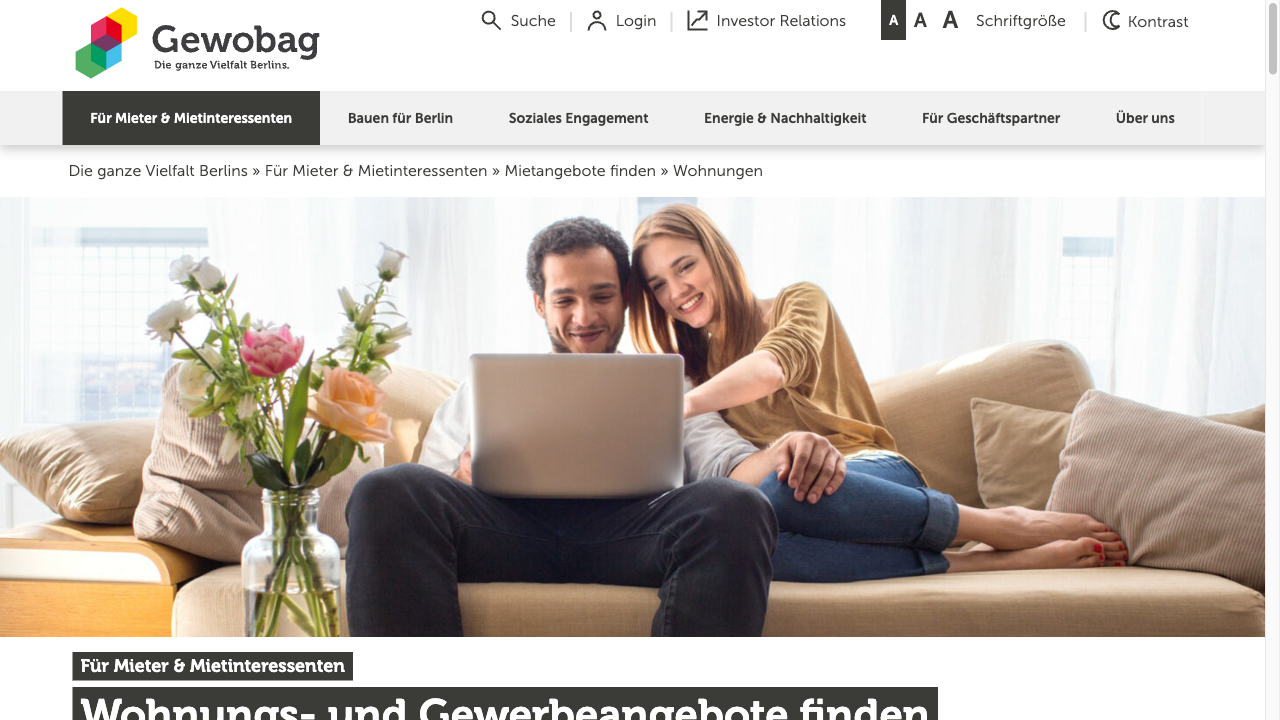 Gewobag
Die ganze Vielfalt Berlins.
Suche
Login
Investor Relations
A A A Schriftgröße
Kontrast
Für Mieter & Mietinteressenten
Bauen für Berlin
Soziales Engagement
Energie & Nachhaltigkeit
Für Geschäftspartner
Über uns
Die ganze Vielfalt Berlins » Für Mieter & Mietinteressenten » Mietangebote finden » Wohnungen
Für Mieter & Mietinteressenten
Wohnungs- und Gewerbeangebote finden